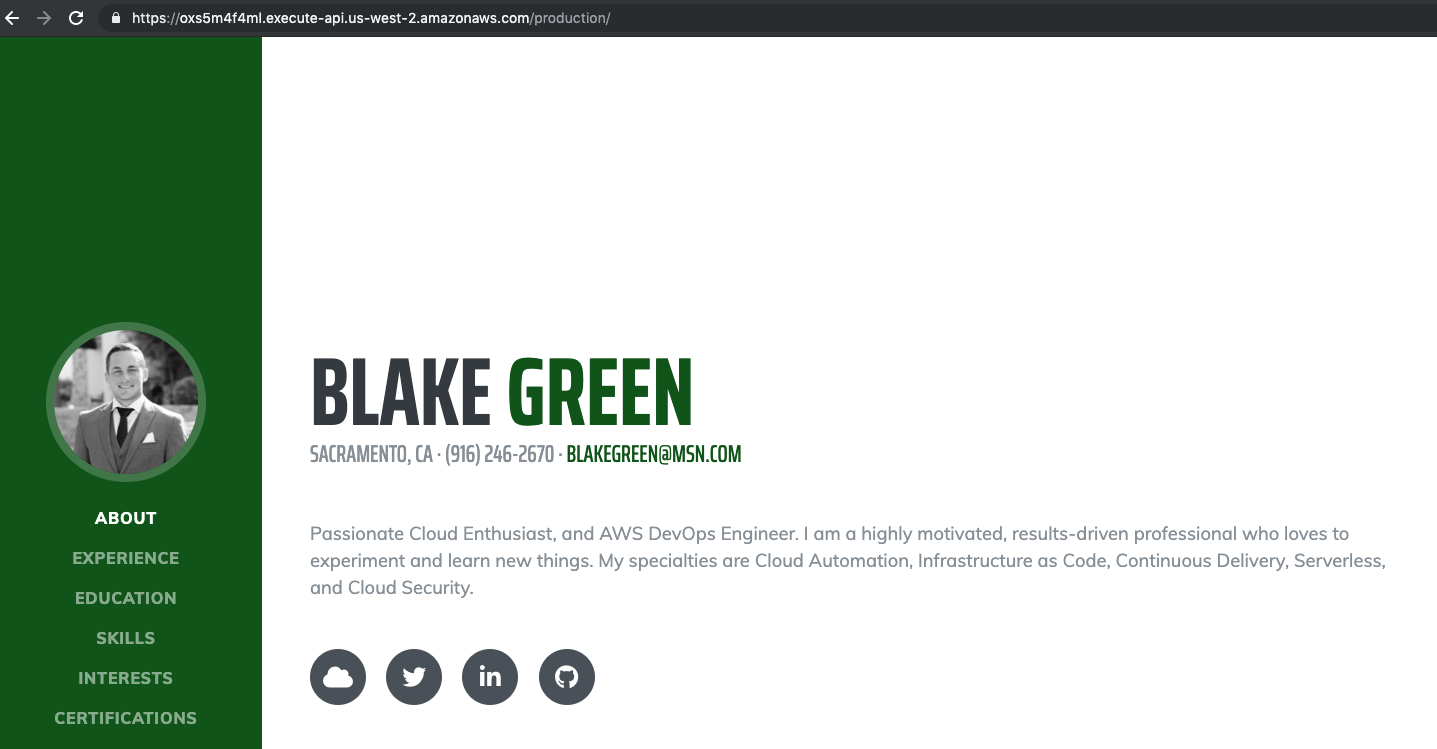 https://oxs5m4f4ml.execute-api.us-west-2.amazonaws.com/production/
ABOUT
EXPERIENCE
EDUCATION
SKILLS
INTERESTS
CERTIFICATIONS
BLAKE GREEN
SACRAMENTO, CA · (916) 246-2670 · BLAKEGREEN@MSN.COM
Passionate Cloud Enthusiast, and AWS DevOps Engineer. I am a highly motivated, results-driven professional who loves to
experiment and learn new things. My specialties are Cloud Automation, Infrastructure as Code, Continuous Delivery, Serverless,
and Cloud Security.
in